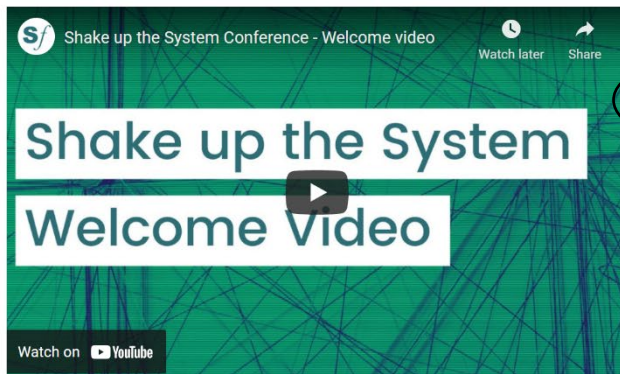 Sf Shake up the System Conference - Welcome video
Watch later Share
Shake up the System
Welcome Video
Watch on YouTube